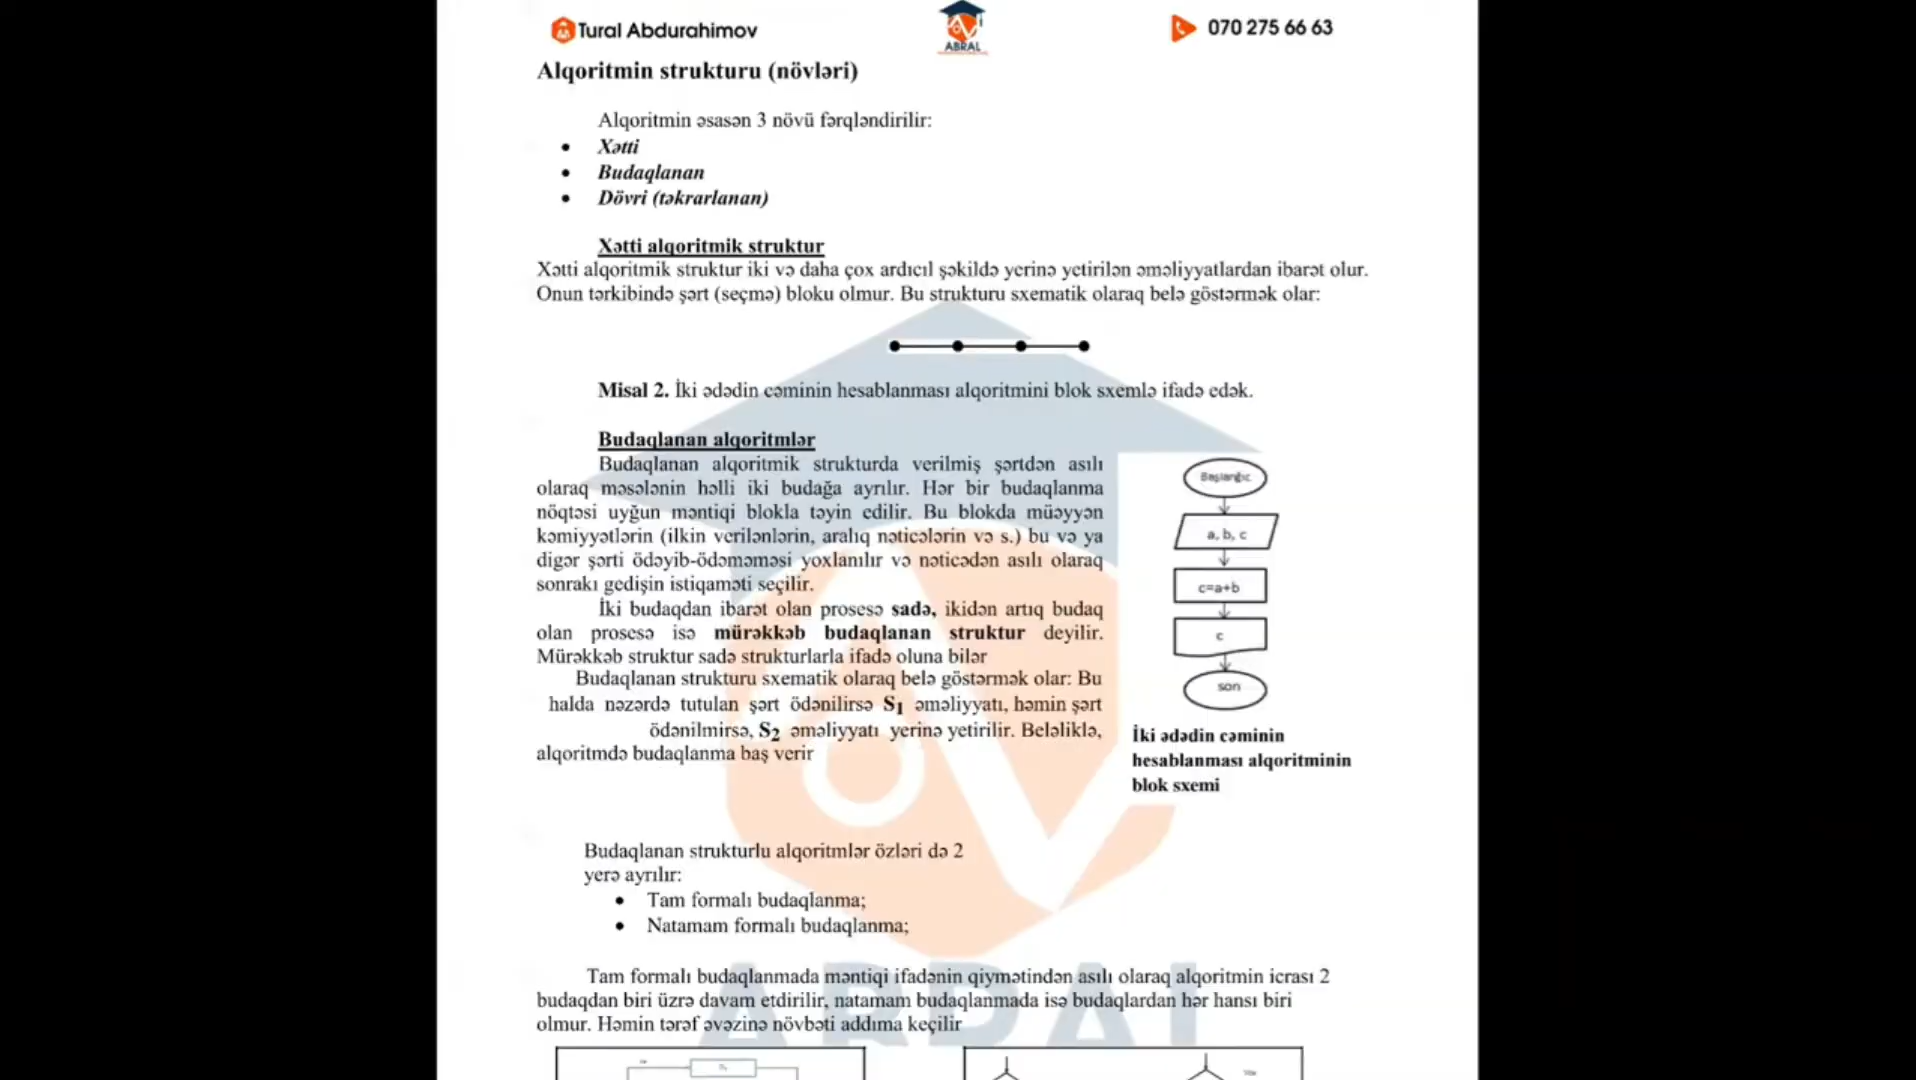 Tural Abdurahimov
ABRAL
070 275 66 63
Alqoritmin strukturu (növləri)
Alqoritmin əsasən 3 növü fərqləndirilir:
• Xətti
• Budaqlanan
• Dövri (təkrarlanan)
Xətti alqoritmik struktur
Xətti alqoritmik struktur iki və daha çox ardıcıl şəkildə yerinə yetirilən əməliyyatlardan ibarət olur.
Onun tərkibində şərt (seçmə) bloku olmur. Bu strukturu sxematik olaraq belə göstərmək olar:
Misal 2. İki ədədin cəminin hesablanması alqoritmini blok sxemlə ifadə edək.
Budaqlanan alqoritmlər
Budaqlanan alqoritmik strukturda verilmiş şərtdən asılı
olaraq məsələnin həlli iki budağa ayrılır. Hər bir budaqlanma
nöqtəsi uyğun məntiqi blokla təyin edilir. Bu blokda müəyyən
kəmiyyətlərin (ilkin verilənlərin, aralıq nəticələrin və s.) bu və ya
digər şərti ödəyib-ödəməməsi yoxlanılır və nəticədən asılı olaraq
sonrakı gedişin istiqaməti seçilir.
İki budaqdan ibarət olan prosesə sadə, ikidən artıq budaq
olan prosesə isə mürəkkəb budaqlanan struktur deyilir.
Mürəkkəb struktur sadə strukturlarla ifadə oluna bilər
Budaqlanan strukturu sxematik olaraq belə göstərmək olar: Bu
halda nəzərdə tutulan şərt ödənilirsə S1 əməliyyatı, həmin şərt
ödənilmirsə, S2 əməliyyatı yerinə yetirilir. Beləliklə,
alqoritmdə budaqlanma baş verir
Başlanğıc
a, b, c
c=a+b
c
son
İki ədədin cəminin
hesablanması alqoritminin
blok sxemi
Budaqlanan strukturlu alqoritmlər özləri də 2
yerə ayrılır:
• Tam formalı budaqlanma;
• Natamam formalı budaqlanma;
Tam formalı budaqlanmada məntiqi ifadənin qiymətindən asılı olaraq alqoritmin icrası 2
budaqdan biri üzrə davam etdirilir, natamam budaqlanmada isə budaqlardan hər hansı biri
olmur. Həmin tərəf əvəzinə növbəti addıma keçilir